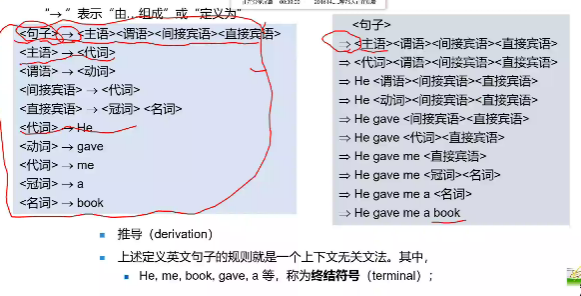 "→" 表示 "由..组成" 或 "定义为"
<句子> → <主语><谓语><间接宾语><直接宾语>
<主语> → <代词>
<谓语> → <动词>
<间接宾语> → <代词>
<直接宾语> → <冠词> <名词>
<代词> → He
<动词> → gave
<代词> → me
<冠词> → a
<名词> → book
<句子>
⇒ <主语><谓语><间接宾语><直接宾语>
⇒ <代词><谓语><间接宾语><直接宾语>
⇒ He <谓语><间接宾语><直接宾语>
⇒ He <动词><间接宾语><直接宾语>
⇒ He gave <间接宾语><直接宾语>
⇒ He gave <代词><直接宾语>
⇒ He gave me <直接宾语>
⇒ He gave me <冠词><名词>
⇒ He gave me a <名词>
⇒ He gave me a book
推导（derivation）
上述定义英文句子的规则就是一个上下文无关文法。其中，
He, me, book, gave, a 等，称为终结符号（terminal）；